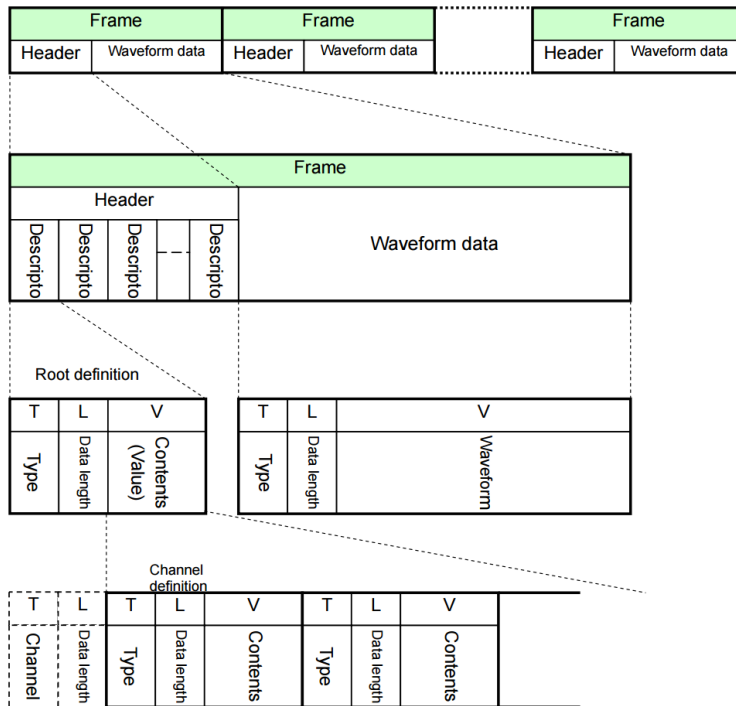 Frame Frame Frame
Header Waveform data Header Waveform data Header Waveform data
Frame
Header
Descripto Descripto Descripto Descripto Waveform data
Root definition
T L V T L V
Type Data length Contents (Value) Type Data length Waveform
Channel
definition
T L T L V T L V
Channel Data length Type Data length Contents Type Data length Contents